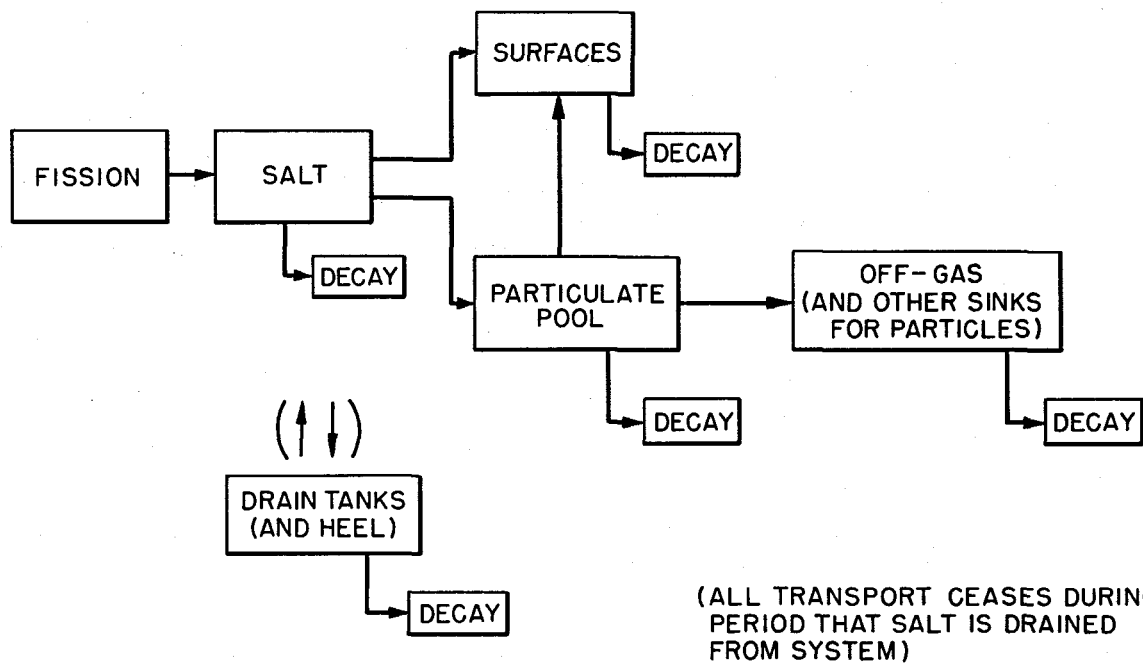 SURFACES
FISSION
SALT
DECAY
DECAY
PARTICULATE
POOL
OFF-GAS
(AND OTHER SINKS
FOR PARTICLES)
DECAY
DECAY
DRAIN TANKS
(AND HEEL)
DECAY
(ALL TRANSPORT CEASES DURIN
PERIOD THAT SALT IS DRAINED
FROM SYSTEM)